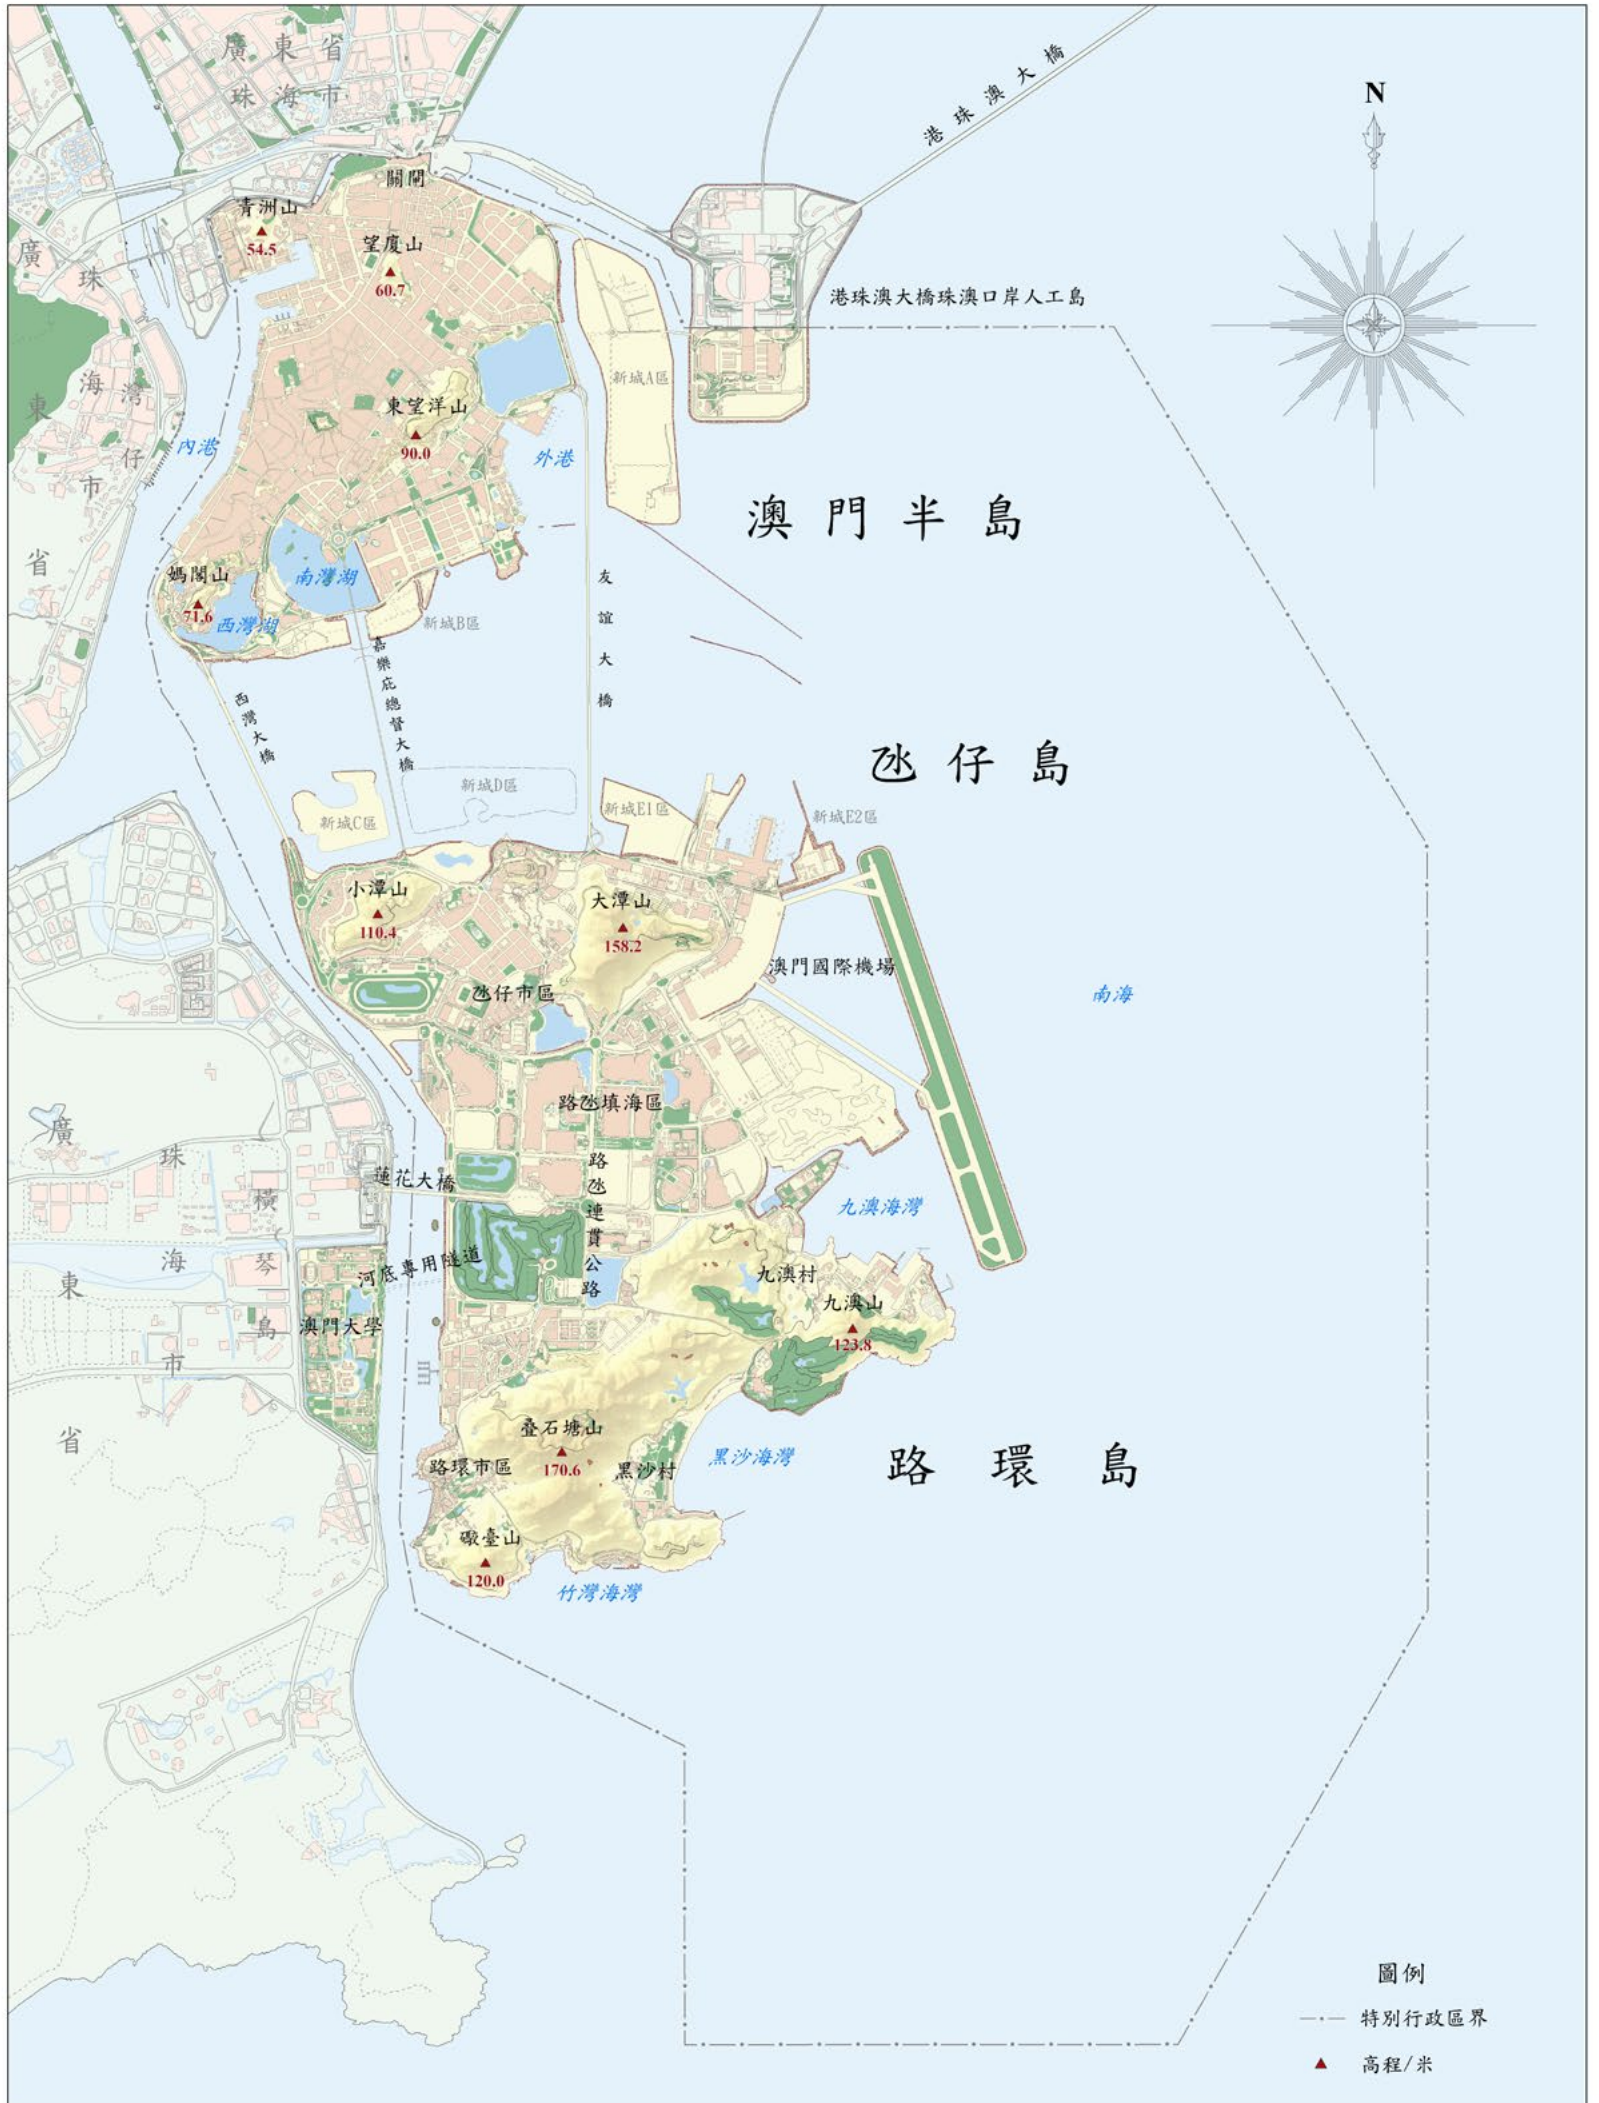 廣東省
珠海市
港珠澳大橋
N
關閘
青洲山
54.5
望廈山
60.7
廣東省
珠海市
灣仔
港珠澳大橋珠澳口岸人工島
新城A區
東望洋山
90.0
內港
外港
澳門半島
媽閣山
71.6
南灣湖
西灣湖
新城B區
友誼大橋
嘉樂庇總督大橋
西灣大橋
氹仔島
新城C區
新城D區
新城E1區
新城E2區
小潭山
110.4
大潭山
158.2
澳門國際機場
氹仔市區
南海
路氹填海區
廣東省
珠海市
橫琴島
蓮花大橋
路氹連貫公路
九澳海灣
河底專用隧道
九澳村
九澳山
123.8
澳門大學
疊石塘山
170.6
路環市區
黑沙村
黑沙海灣
路環島
礮臺山
120.0
竹灣海灣
圖例
特別行政區界
高程/米